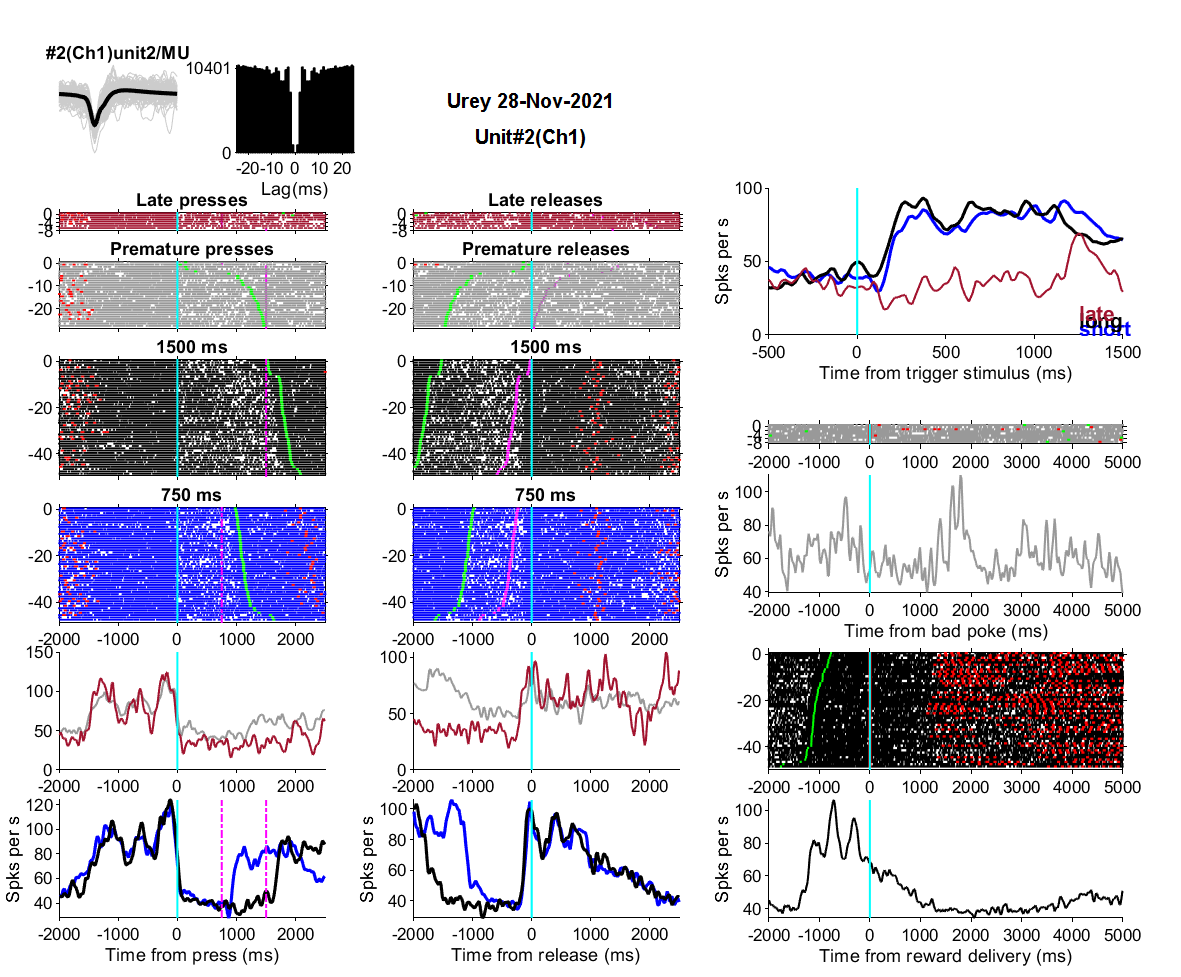 #2(Ch1)unit2/MU
10401
0
-20 -10 0 10 20
Lag(ms)
Urey 28-Nov-2021
Unit#2(Ch1)
Late presses
0
-4
-8
Premature presses
0
-10
-20
1500 ms
0
-20
-40
750 ms
0
-20
-40
-2000 -1000 0 1000 2000
150
100
50
0
-2000 -1000 0 1000 2000
Spks per s
120
100
80
60
40
-2000 -1000 0 1000 2000
Time from press (ms)
Late releases
0
-4
-8
Premature releases
0
-10
-20
1500 ms
0
-20
-40
750 ms
0
-20
-40
-2000 -1000 0 1000 2000
100
50
0
-2000 -1000 0 1000 2000
Spks per s
100
80
60
40
-2000 -1000 0 1000 2000
Time from release (ms)
Spks per s
100
50
0
late
long
short
-500 0 500 1000 1500
Time from trigger stimulus (ms)
0
-4
-8
-2000 -1000 0 1000 2000 3000 4000 5000
Spks per s
100
80
60
40
-2000 -1000 0 1000 2000 3000 4000 5000
Time from bad poke (ms)
0
-20
-40
-2000 -1000 0 1000 2000 3000 4000 5000
Spks per s
100
80
60
40
-2000 -1000 0 1000 2000 3000 4000 5000
Time from reward delivery (ms)